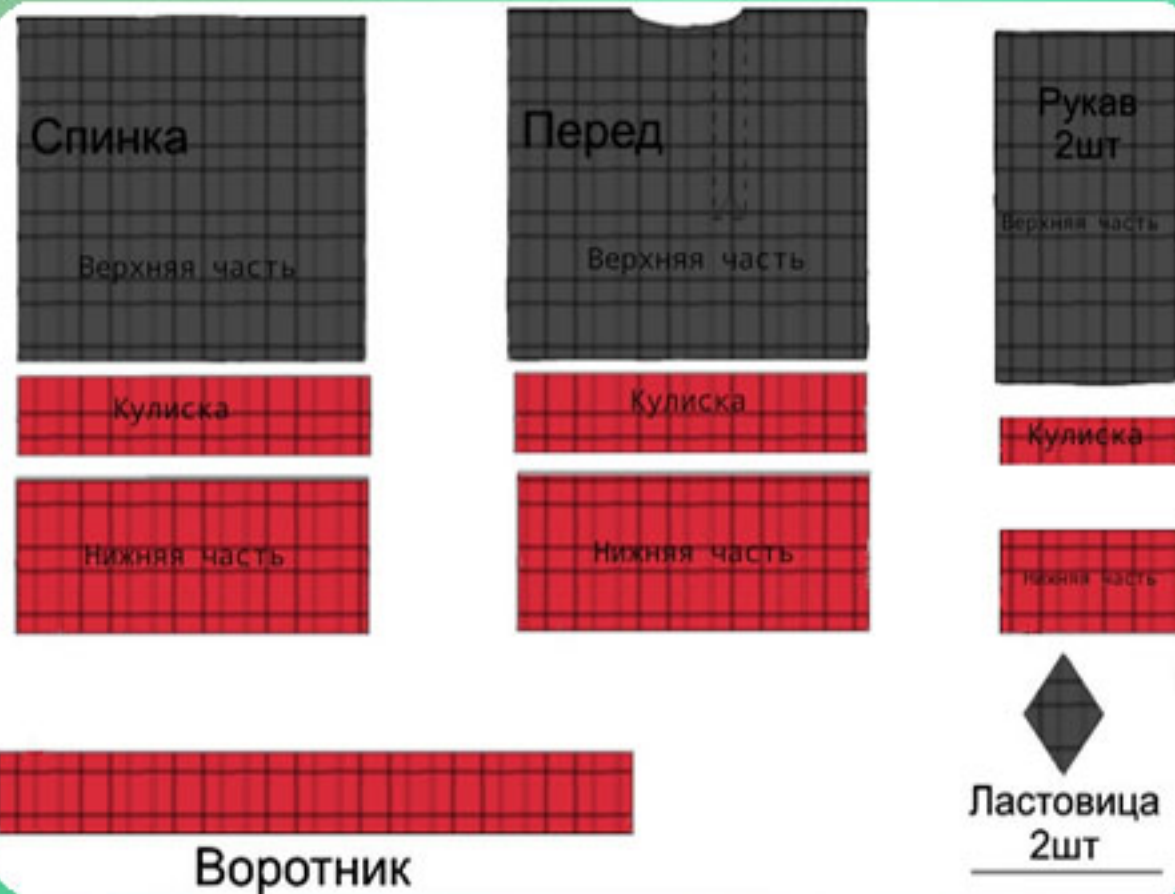 Спинка
Верхняя часть
Кулиска
Нижняя часть
Перед
Верхняя часть
Кулиска
Нижняя часть
Рукав
2шт
Верхняя часть
Кулиска
Нижняя часть
Ластовица
2шт
Воротник